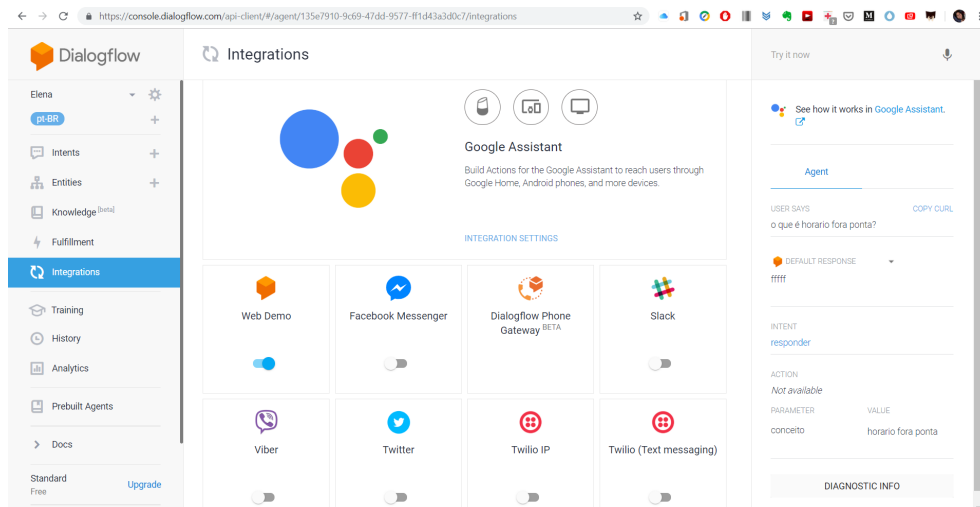 https://console.dialogflow.com/api-client/#/agent/135e7910-9c69-47dd-9577-ff1d43a3d0c7/integrations
Dialogflow
Elena
pt-BR
Intents
Entities
Knowledge [beta]
Fulfillment
Integrations
Training
History
Analytics
Prebuilt Agents
Docs
Standard
Free
Upgrade
Integrations
Google Assistant
Build Actions for the Google Assistant to reach users through
Google Home, Android phones, and more devices.
INTEGRATION SETTINGS
Web Demo
Facebook Messenger
Dialogflow Phone
Gateway BETA
Slack
Viber
Twitter
Twilio IP
Twilio (Text messaging)
Try it now
See how it works in Google Assistant.
Agent
USER SAYS COPY CURL
o que é horario fora ponta?
DEFAULT RESPONSE
fffff
INTENT
responder
ACTION
Not available
PARAMETER VALUE
conceito horario fora ponta
DIAGNOSTIC INFO